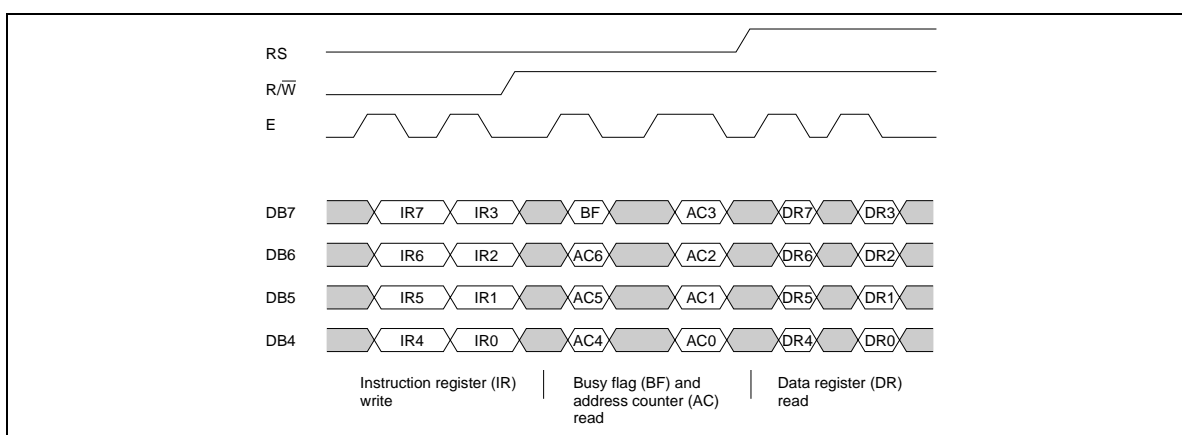 RS
R/W̅
E
DB7 IR7 IR3 BF AC3 DR7 DR3
DB6 IR6 IR2 AC6 AC2 DR6 DR2
DB5 IR5 IR1 AC5 AC1 DR5 DR1
DB4 IR4 IR0 AC4 AC0 DR4 DR0
Instruction register (IR)
write
Busy flag (BF) and
address counter (AC)
read
Data register (DR)
read